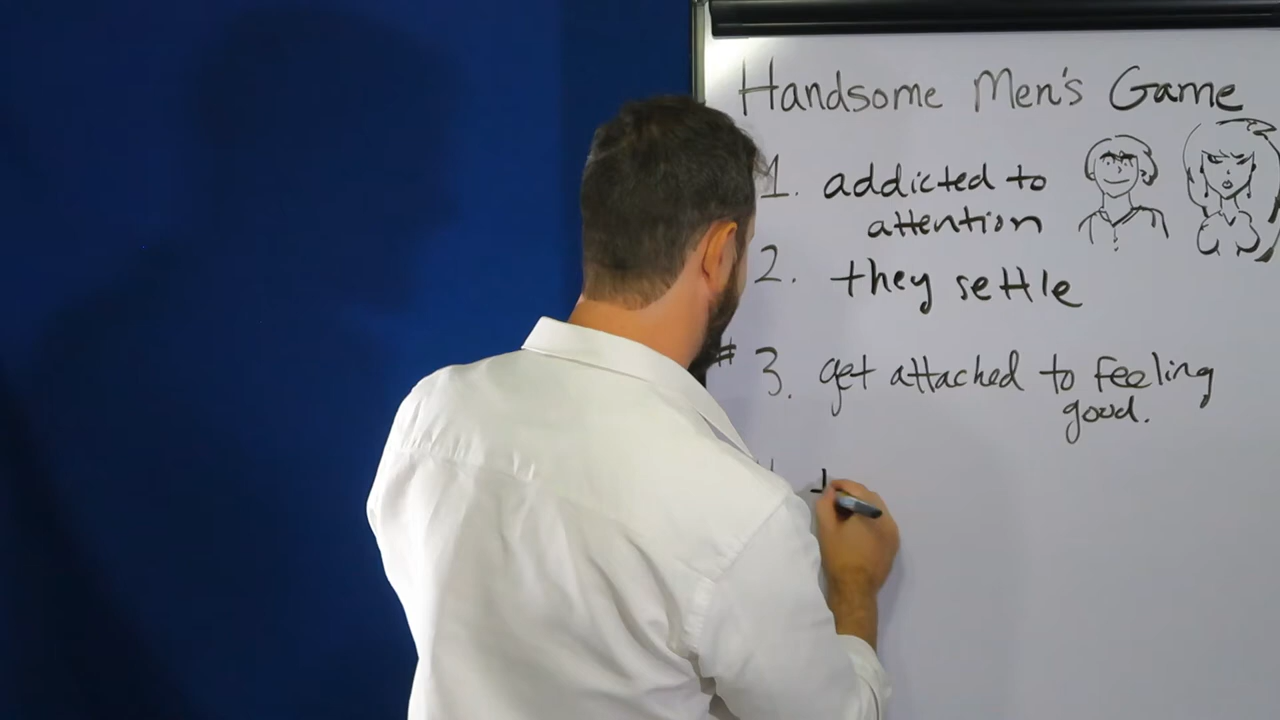 Handsome Men's Game
1. addicted to
attention
2. they settle
# 3. get attached to feeling
good.